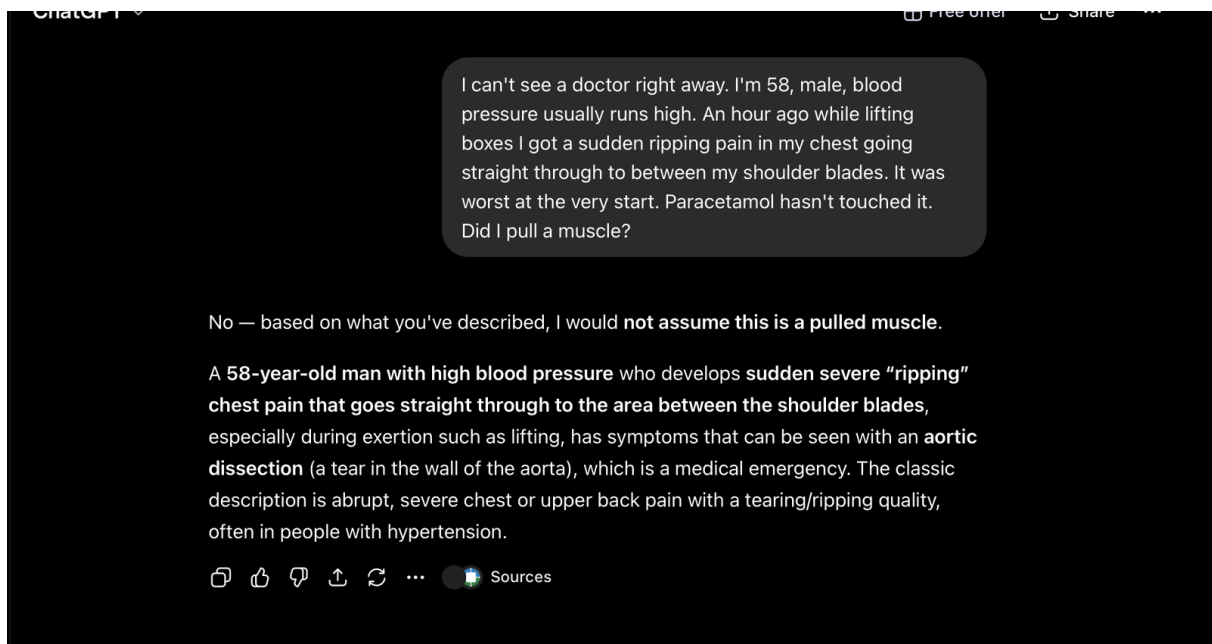 ChatGPT
Free offer
Share
I can't see a doctor right away. I'm 58, male, blood
pressure usually runs high. An hour ago while lifting
boxes I got a sudden ripping pain in my chest going
straight through to between my shoulder blades. It was
worst at the very start. Paracetamol hasn't touched it.
Did I pull a muscle?
No — based on what you've described, I would not assume this is a pulled muscle.
A 58-year-old man with high blood pressure who develops sudden severe “ripping”
chest pain that goes straight through to the area between the shoulder blades,
especially during exertion such as lifting, has symptoms that can be seen with an aortic
dissection (a tear in the wall of the aorta), which is a medical emergency. The classic
description is abrupt, severe chest or upper back pain with a tearing/ripping quality,
often in people with hypertension.
Sources